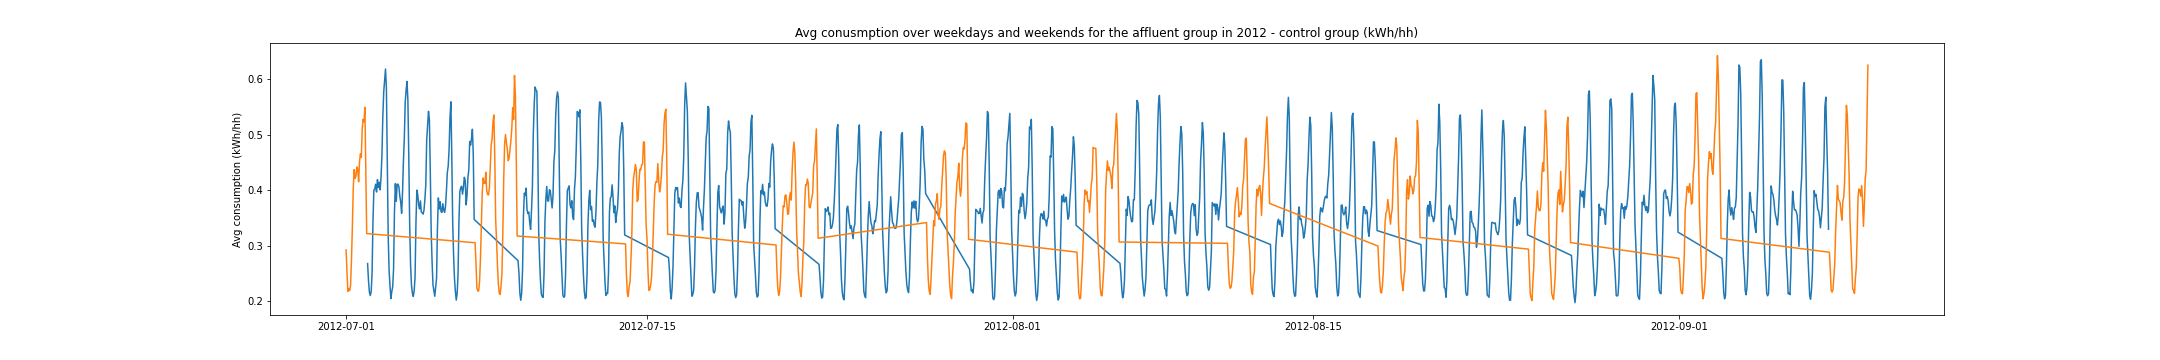 Avg conusmption over weekdays and weekends for the affluent group in 2012 - control group (kWh/hh)
Avg consumption (kWh/hh)
0.6
0.5
0.4
0.3
0.2
2012-07-01 2012-07-15 2012-08-01 2012-08-15 2012-09-01